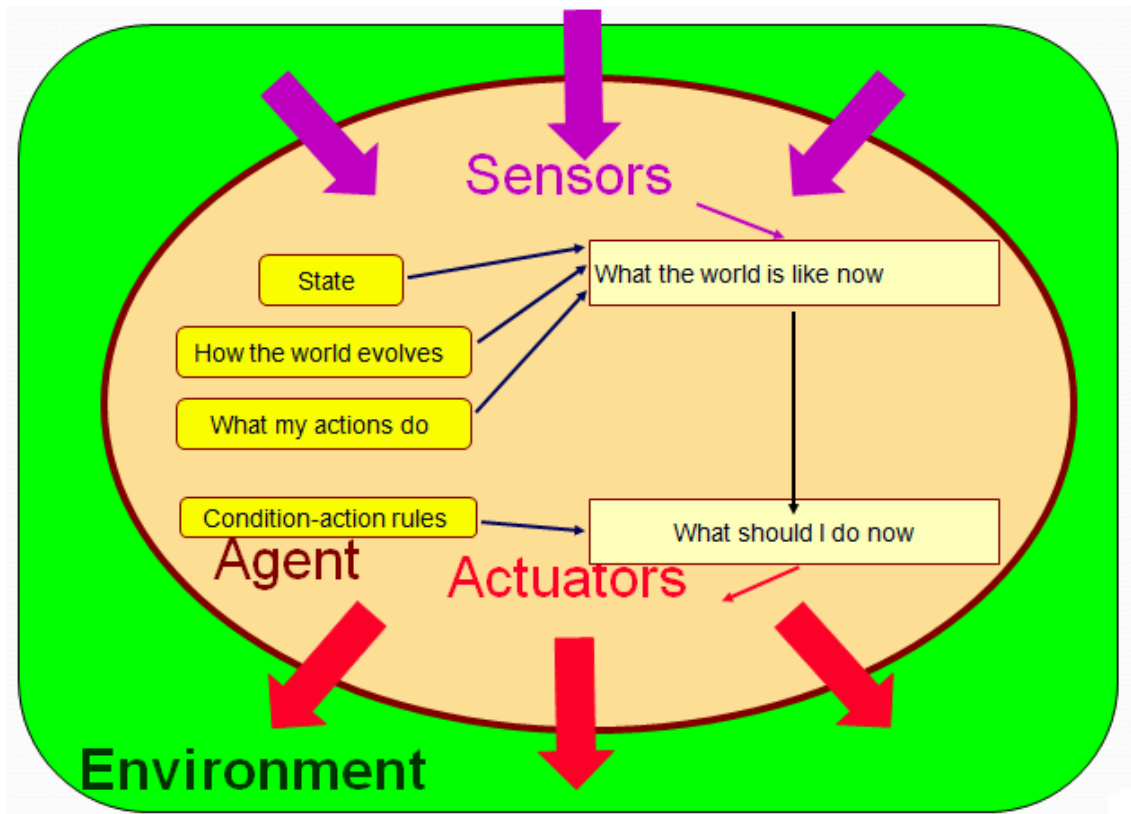 Sensors
State
What the world is like now
How the world evolves
What my actions do
Condition-action rules
What should I do now
Agent
Actuators
Environment